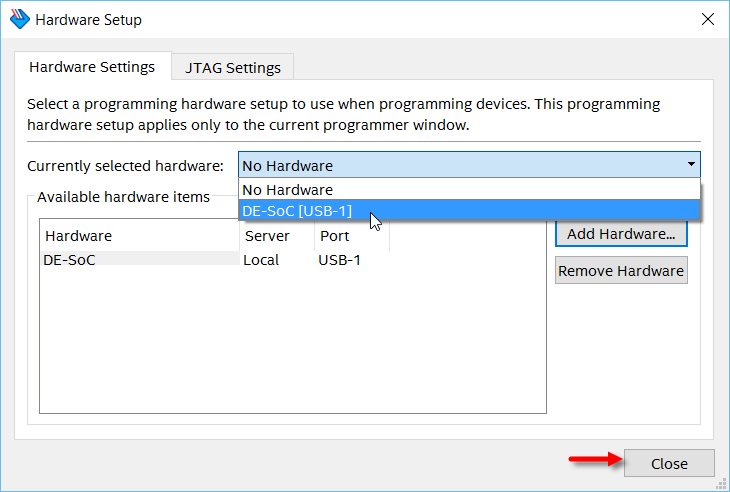 Hardware Setup
Hardware Settings
JTAG Settings
Select a programming hardware setup to use when programming devices. This programming
hardware setup applies only to the current programmer window.
Currently selected hardware:
No Hardware
No Hardware
DE-SoC [USB-1]
Available hardware items
Hardware
Server
Port
DE-SoC
Local
USB-1
Add Hardware...
Remove Hardware
Close